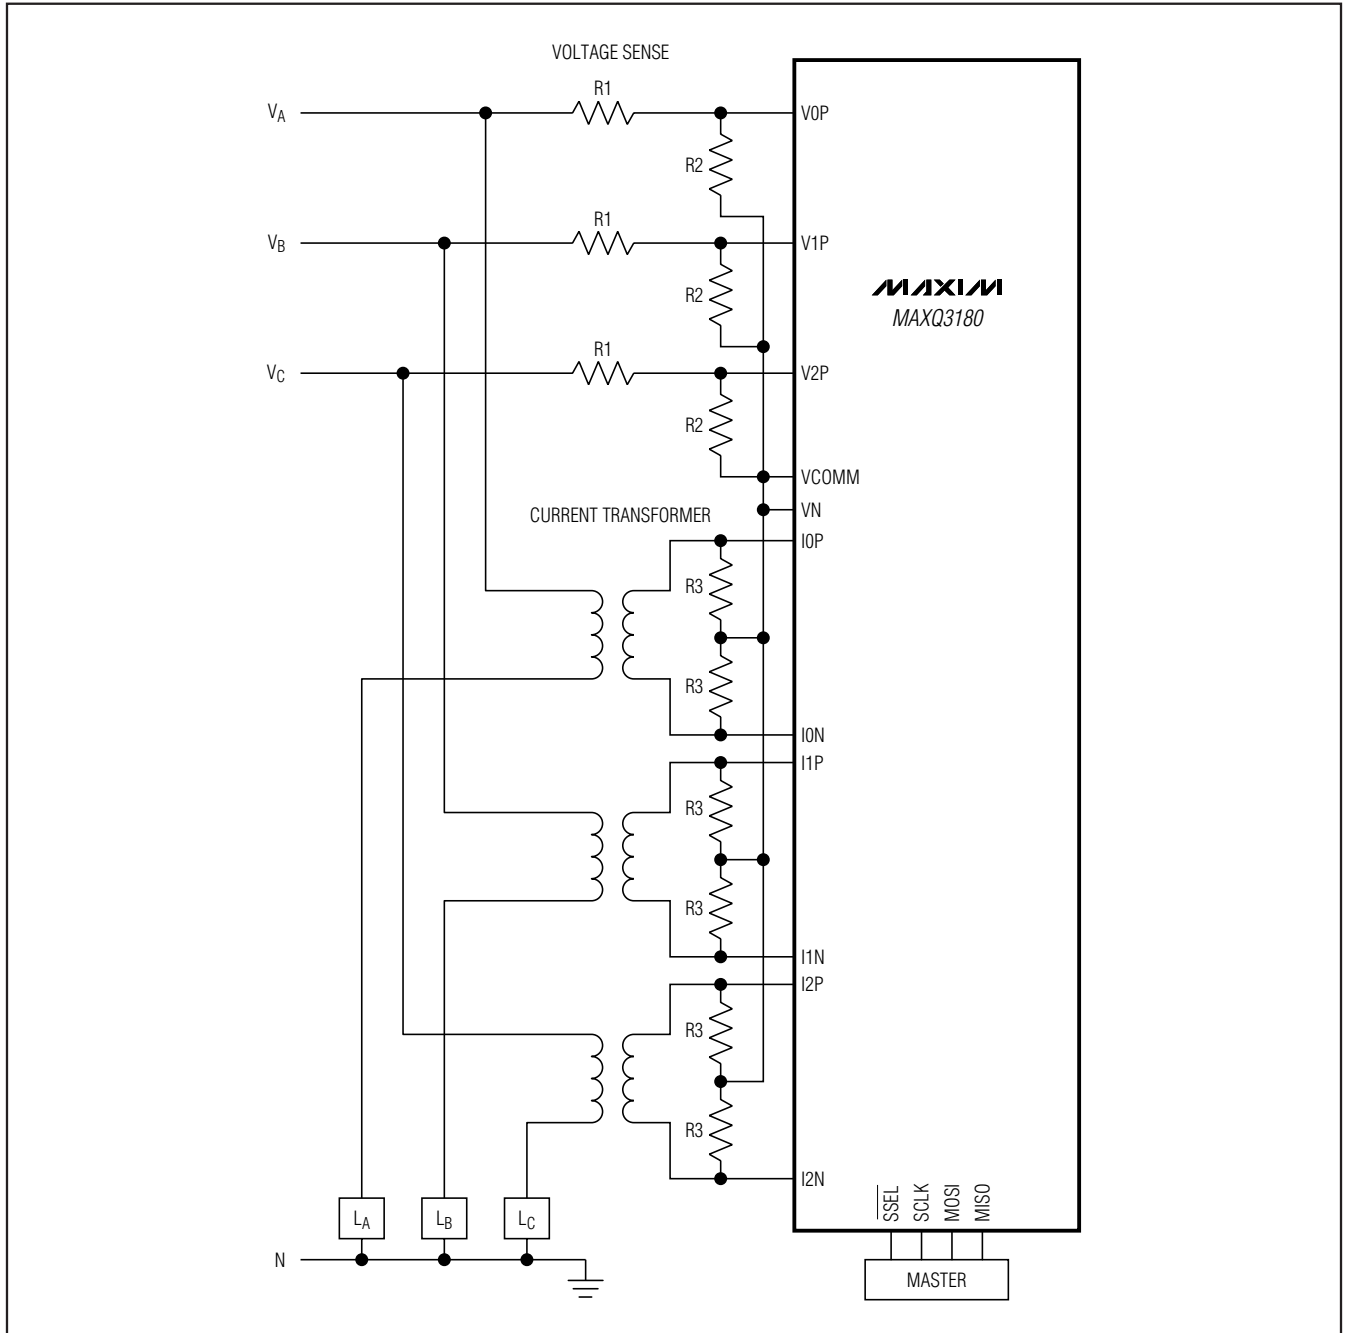 VOLTAGE SENSE
R1
VA
V0P
R2
R1
VB
V1P
R2
MAXIM
MAXQ3180
R1
VC
V2P
R2
VCOMM
VN
CURRENT TRANSFORMER
I0P
R3
R3
I0N
I1P
R3
R3
I1N
I2P
R3
R3
I2N
SSEL
SCLK
MOSI
MISO
LA
LB
LC
N
MASTER